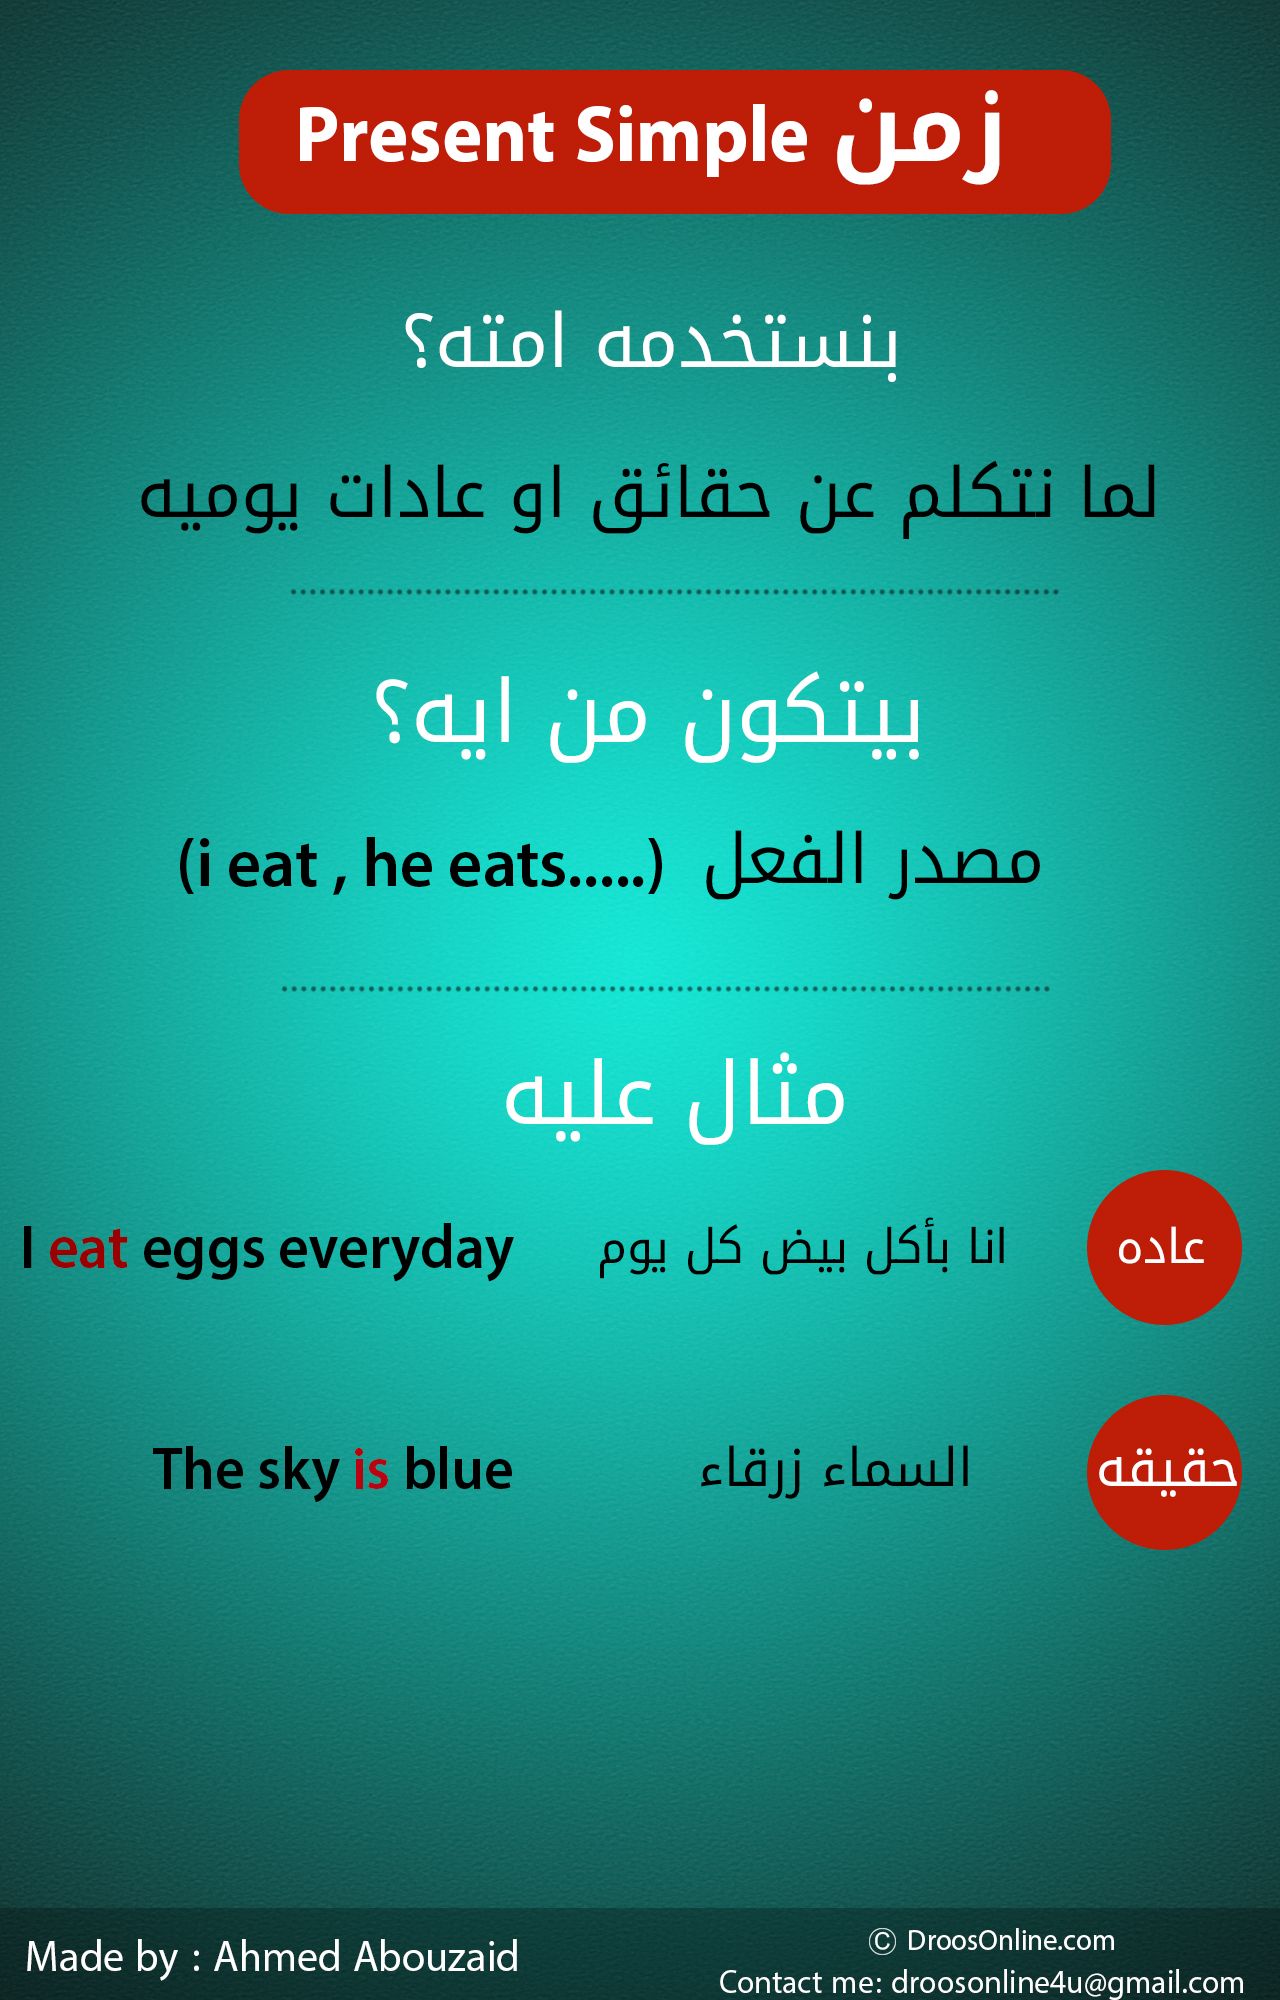 زمن Present Simple
بنستخدمه امته؟
لما نتكلم عن حقائق او عادات يوميه
بيتكون من ايه؟
مصدر الفعل (i eat , he eats.....)
مثال عليه
عاده انا بأكل بيض كل يوم I eat eggs everyday
حقيقه السماء زرقاء The sky is blue
Made by : Ahmed Abouzaid
© DroosOnline.com
Contact me: droosonline4u@gmail.com